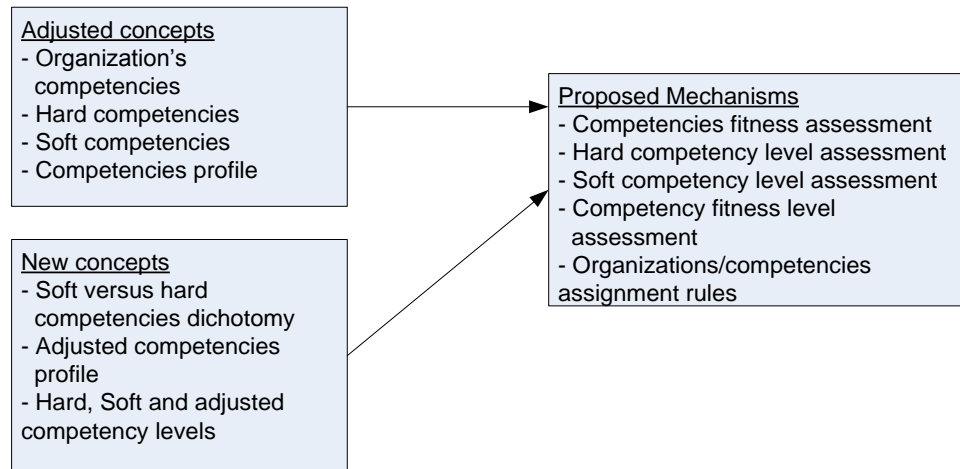 Adjusted concepts
- Organization's
competencies
- Hard competencies
- Soft competencies
- Competencies profile
New concepts
- Soft versus hard
competencies dichotomy
- Adjusted competencies
profile
- Hard, Soft and adjusted
competency levels
Proposed Mechanisms
- Competencies fitness assessment
- Hard competency level assessment
- Soft competency level assessment
- Competency fitness level
assessment
- Organizations/competencies
assignment rules